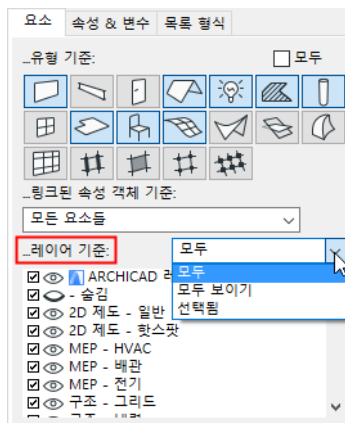 요소 속성 & 변수 목록 형식
...유형 기준: 모두
...링크된 속성 객체 기준:
모든 요소들
...레이어 기준: 모두
모두
모두 보이기
선택됨
ARCHICAD
- 숨김
2D 제도 - 일반
2D 제도 - 핫스팟
MEP - HVAC
MEP - 배관
MEP - 전기
구조 - 그리드